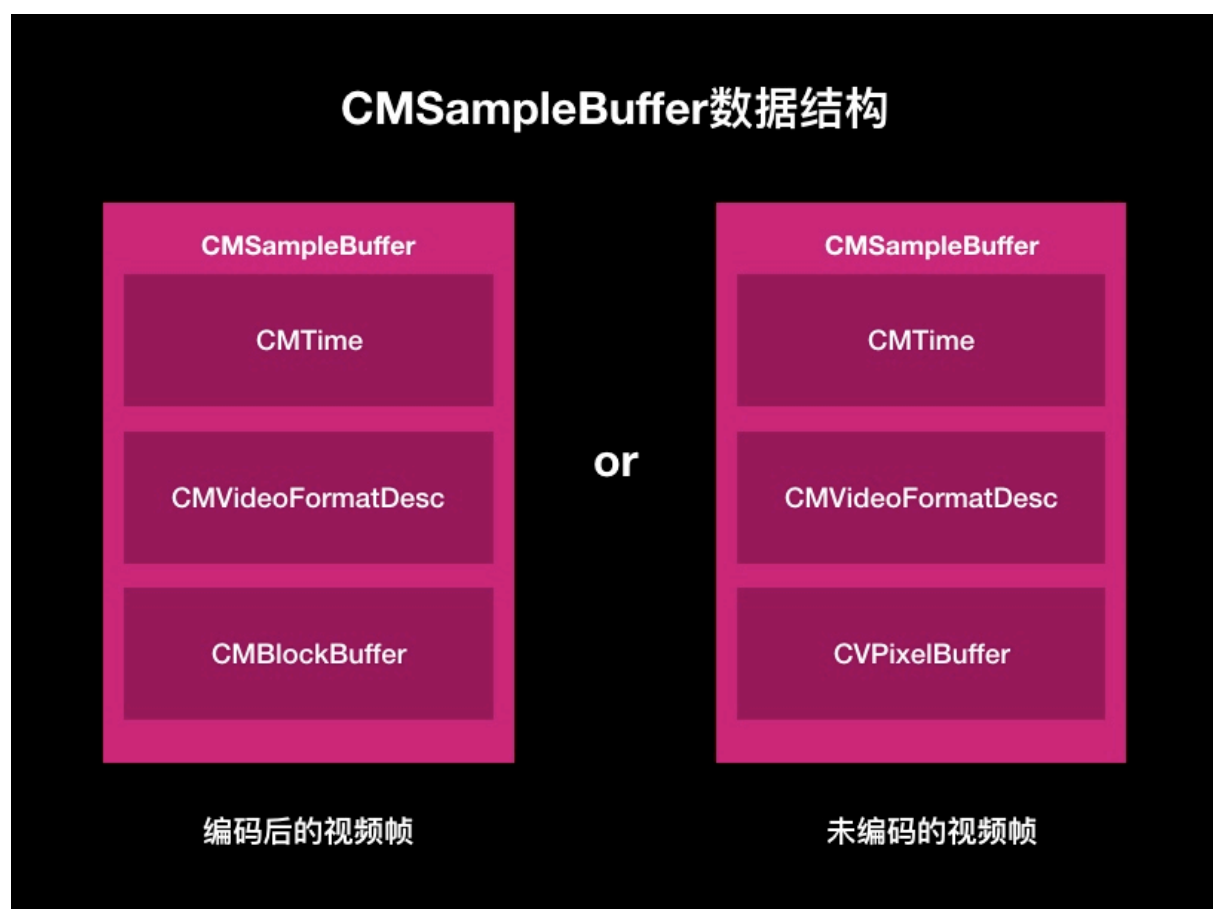 CMSampleBuffer数据结构
CMSampleBuffer
CMTime
CMVideoFormatDesc
CMBlockBuffer
编码后的视频帧
or
CMSampleBuffer
CMTime
CMVideoFormatDesc
CVPixelBuffer
未编码的视频帧